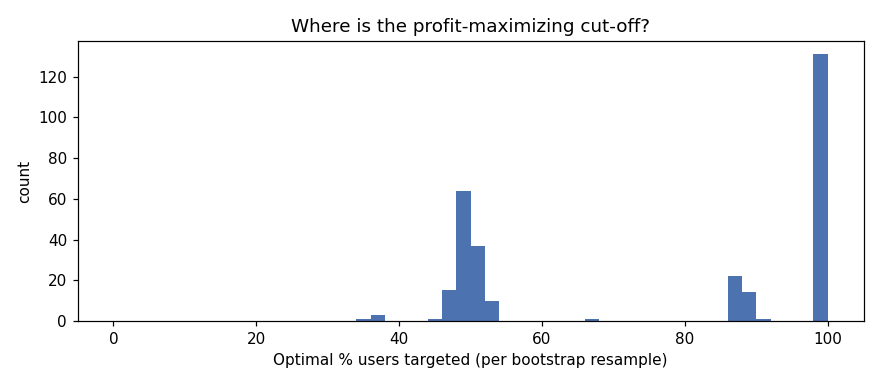 Where is the profit-maximizing cut-off?
120
100
80
60
40
20
0
count
0 20 40 60 80 100
Optimal % users targeted (per bootstrap resample)